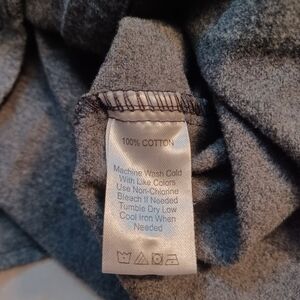 100% COTTON
Machine Wash Cold
With Like Colors
Use Non-Chlorine
Bleach If Needed
Tumble Dry Low
Cool Iron When
Needed